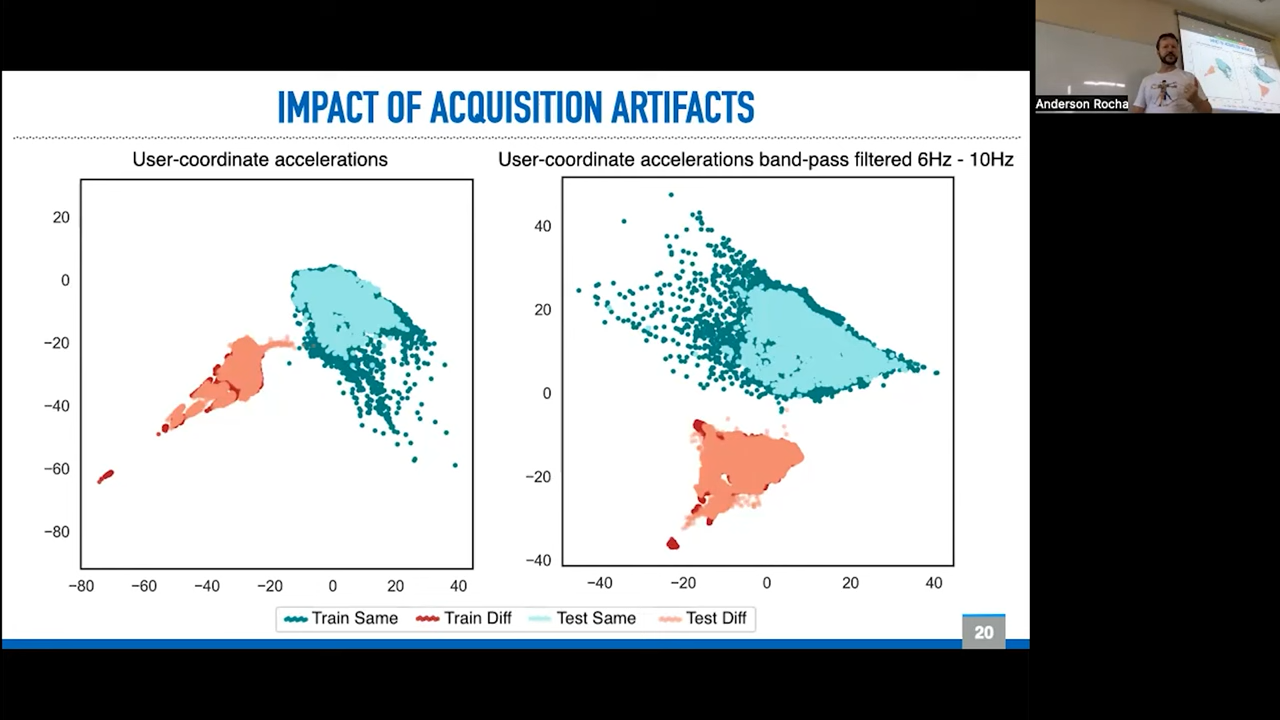 IMPACT OF ACQUISITION ARTIFACTS
User-coordinate accelerations
User-coordinate accelerations band-pass filtered 6Hz - 10Hz
20
0
−20
−40
−60
−80
−80 −60 −40 −20 0 20 40
40
20
0
−20
−40
−40 −20 0 20 40
Train Same Train Diff Test Same Test Diff
20
Anderson Rocha